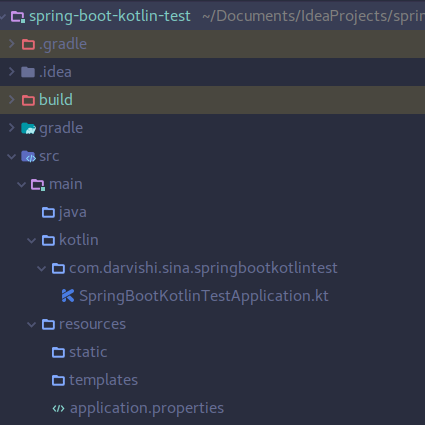 spring-boot-kotlin-test ~/Documents/IdeaProjects/sprin
.gradle
.idea
build
gradle
src
main
java
kotlin
com.darvishi.sina.springbootkotlintest
SpringBootKotlinTestApplication.kt
resources
static
templates
application.properties